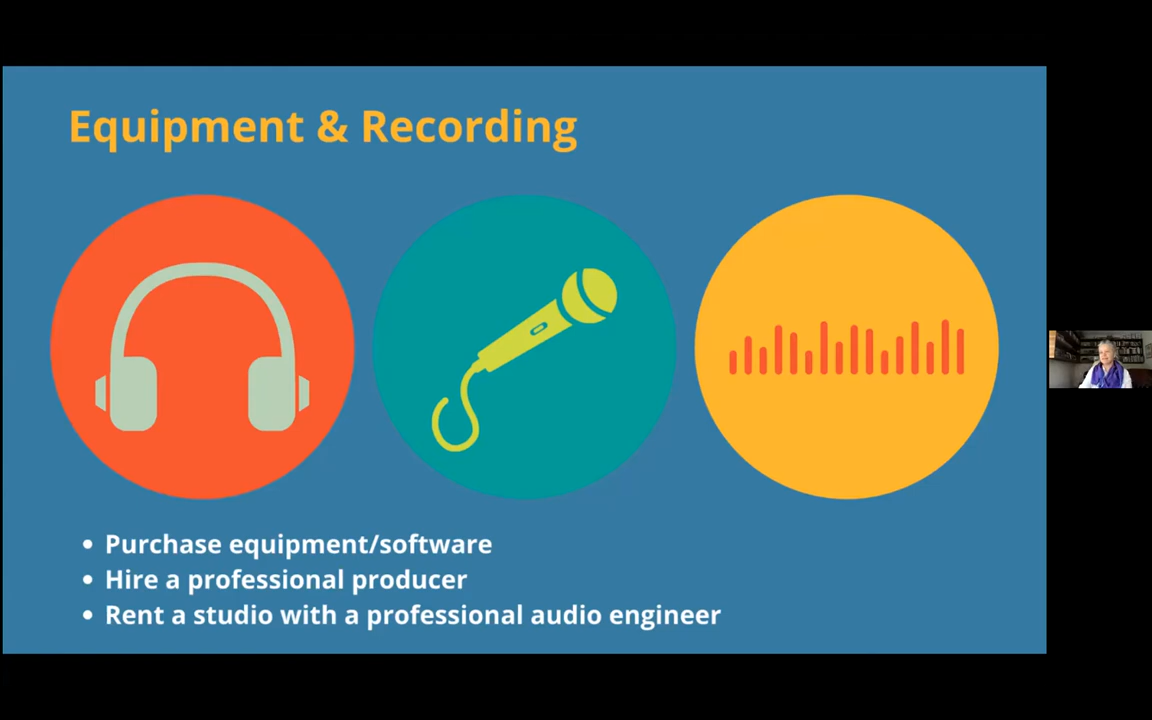 Equipment & Recording
• Purchase equipment/software
• Hire a professional producer
• Rent a studio with a professional audio engineer